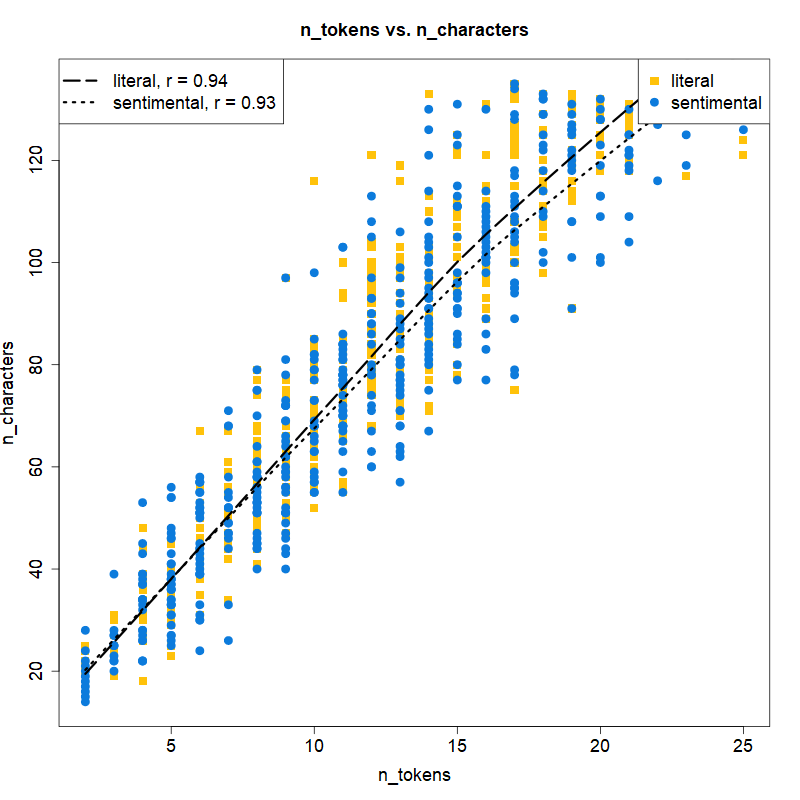 n_tokens vs. n_characters
literal, r = 0.94
sentimental, r = 0.93
literal
sentimental
n_characters
120
100
80
60
40
20
5 10 15 20 25
n_tokens